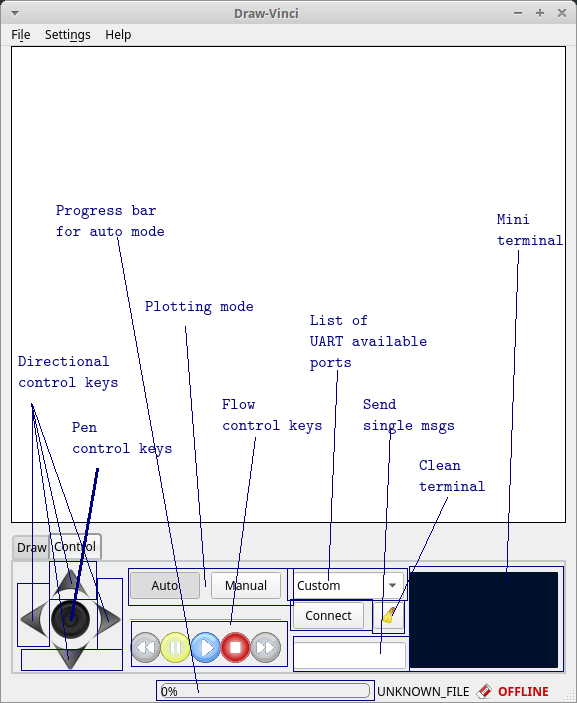 Draw-Vinci
File Settings Help
Progress bar
for auto mode
Mini
terminal
Plotting mode
List of
UART available
ports
Directional
control keys
Flow
control keys
Send
single msgs
Pen
control keys
Clean
terminal
Draw Control
Auto Manual Custom
Connect
0% UNKNOWN_FILE OFFLINE